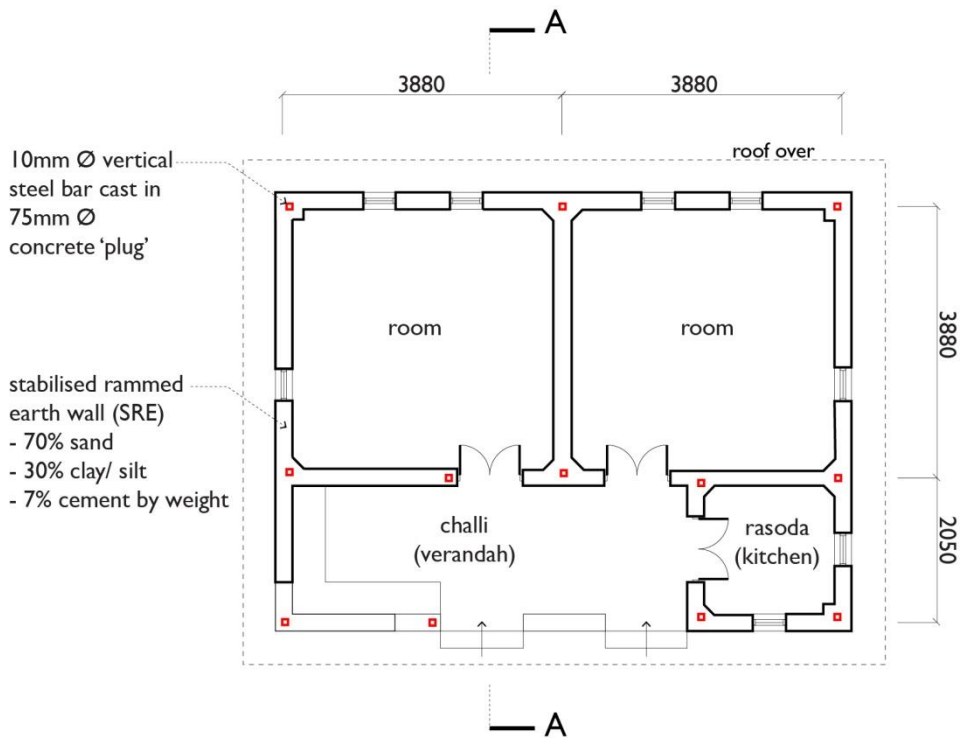 A
3880
3880
roof over
10mm Ø vertical
steel bar cast in
75mm Ø
concrete 'plug'
room
room
3880
stabilised rammed
earth wall (SRE)
- 70% sand
- 30% clay/ silt
- 7% cement by weight
challi
(verandah)
rasoda
(kitchen)
2050
A